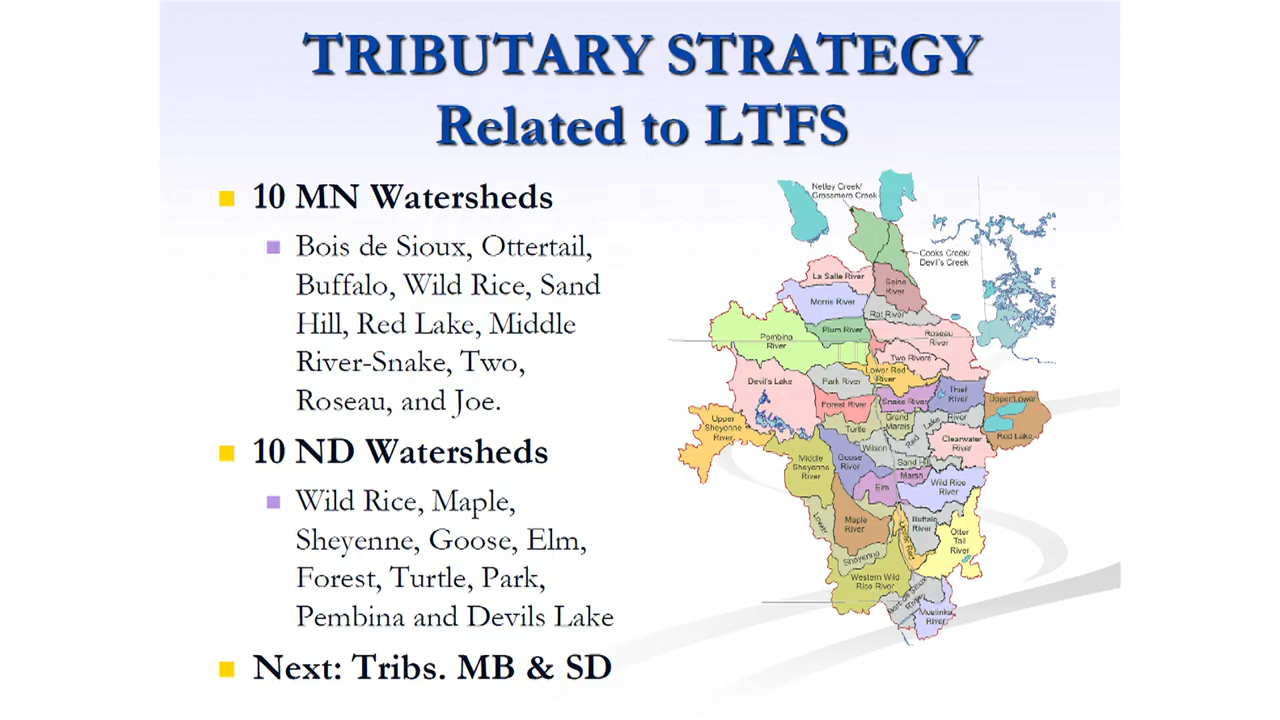 TRIBUTARY STRATEGY
Related to LTFS
10 MN Watersheds
Bois de Sioux, Ottertail,
Buffalo, Wild Rice, Sand
Hill, Red Lake, Middle
River-Snake, Two,
Roseau, and Joe.
10 ND Watersheds
Wild Rice, Maple,
Sheyenne, Goose, Elm,
Forest, Turtle, Park,
Pembina and Devils Lake
Next: Tribs. MB & SD
Netley Creek/
Grassmere Creek
Cooks Creek/
Devil's Creek
La Salle River
Seine
River
Morris River
Rat River
Plum River
Roseau
River
Pembina
River
Two Rivers
Lower Red
River
Devil's Lake
Park River
Thief
River
Upper/Lower
Red Lake
Forest River
Snake River
Upper
Sheyenne
River
Grand
Marais
Red Lake River
Turtle
Clearwater
River
Wilson
Middle
Sheyenne
River
Goose
River
Sand Hill
Marsh
Elm
Wild Rice
River
Lower
Sheyenne
Maple
River
Buffalo
River
Otter
Tail
River
Western Wild
Rice River
Bois de Sioux
River
Mustinka
River